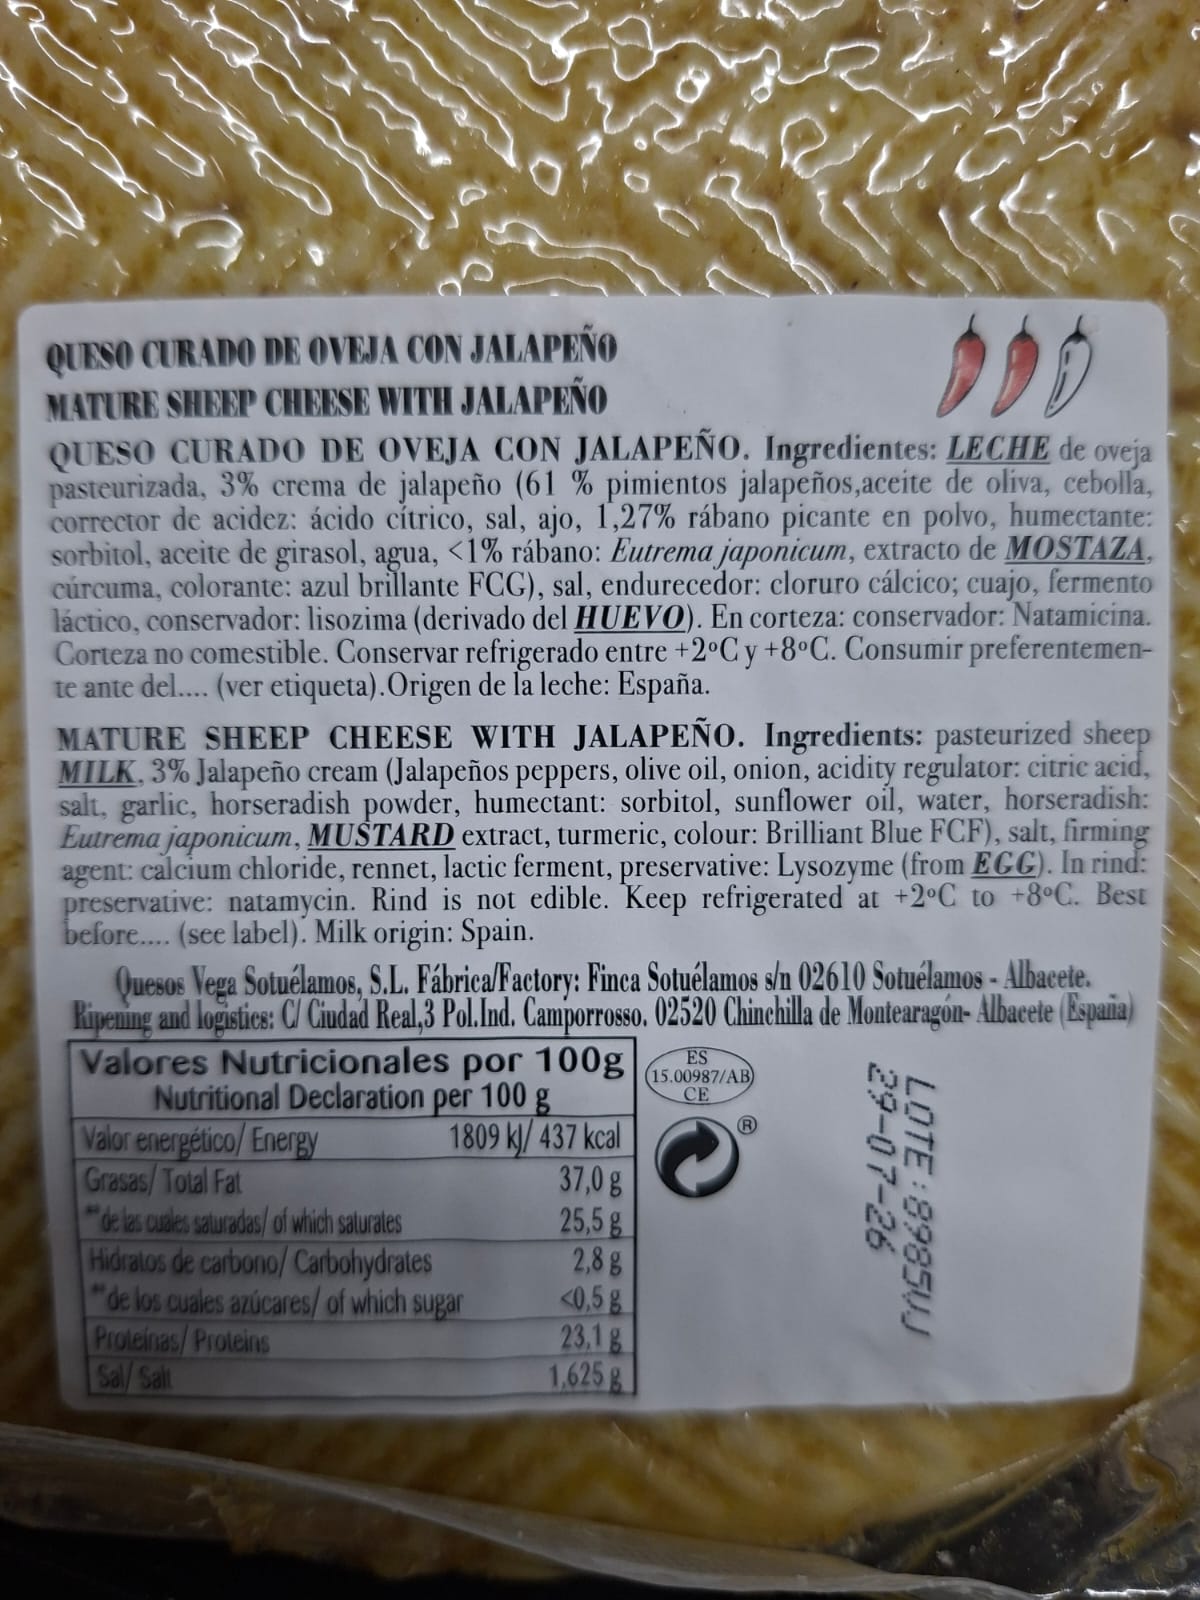 QUESO CURADO DE OVEJA CON JALAPEÑO
MATURE SHEEP CHEESE WITH JALAPEÑO
QUESO CURADO DE OVEJA CON JALAPEÑO. Ingredientes: LECHE de oveja
pasteurizada, 3% crema de jalapeño (61 % pimientos jalapeños,aceite de oliva, cebolla,
corrector de acidez: ácido cítrico, sal, ajo, 1,27% rábano picante en polvo, humectante:
sorbitol, aceite de girasol, agua, <1% rábano: Eutrema japonicum, extracto de MOSTAZA,
cúrcuma, colorante: azul brillante FCG), sal, endurecedor: cloruro cálcico; cuajo, fermento
láctico, conservador: lisozima (derivado del HUEVO). En corteza: conservador: Natamicina.
Corteza no comestible. Conservar refrigerado entre +2ºC y +8ºC. Consumir preferentemen-
te ante del.... (ver etiqueta).Origen de la leche: España.
MATURE SHEEP CHEESE WITH JALAPEÑO. Ingredients: pasteurized sheep
MILK, 3% Jalapeño cream (Jalapeños peppers, olive oil, onion, acidity regulator: citric acid,
salt, garlic, horseradish powder, humectant: sorbitol, sunflower oil, water, horseradish:
Eutrema japonicum, MUSTARD extract, turmeric, colour: Brilliant Blue FCF), salt, firming
agent: calcium chloride, rennet, lactic ferment, preservative: Lysozyme (from EGG). In rind:
preservative: natamycin. Rind is not edible. Keep refrigerated at +2ºC to +8ºC. Best
before.... (see label). Milk origin: Spain.
Quesos Vega Sotuélamos, S.L. Fábrica/Factory: Finca Sotuélamos s/n 02610 Sotuélamos - Albacete.
Ripening and logistics: C/ Ciudad Real,3 Pol.Ind. Camporrosso. 02520 Chinchilla de Montearagón- Albacete (España)
Valores Nutricionales por 100g
Nutritional Declaration per 100 g
Valor energético/ Energy 1809 kJ/ 437 kcal
Grasas/ Total Fat 37,0 g
**de las cuales saturadas/ of which saturates 25,5 g
Hidratos de carbono/ Carbohydrates 2,8 g
**de los cuales azúcares/ of which sugar <0,5 g
Proteínas/ Proteins 23,1 g
Sal/ Salt 1,625 g
ES
15.00987/AB
CE
®
LOTE:8985UJ
29-07-26